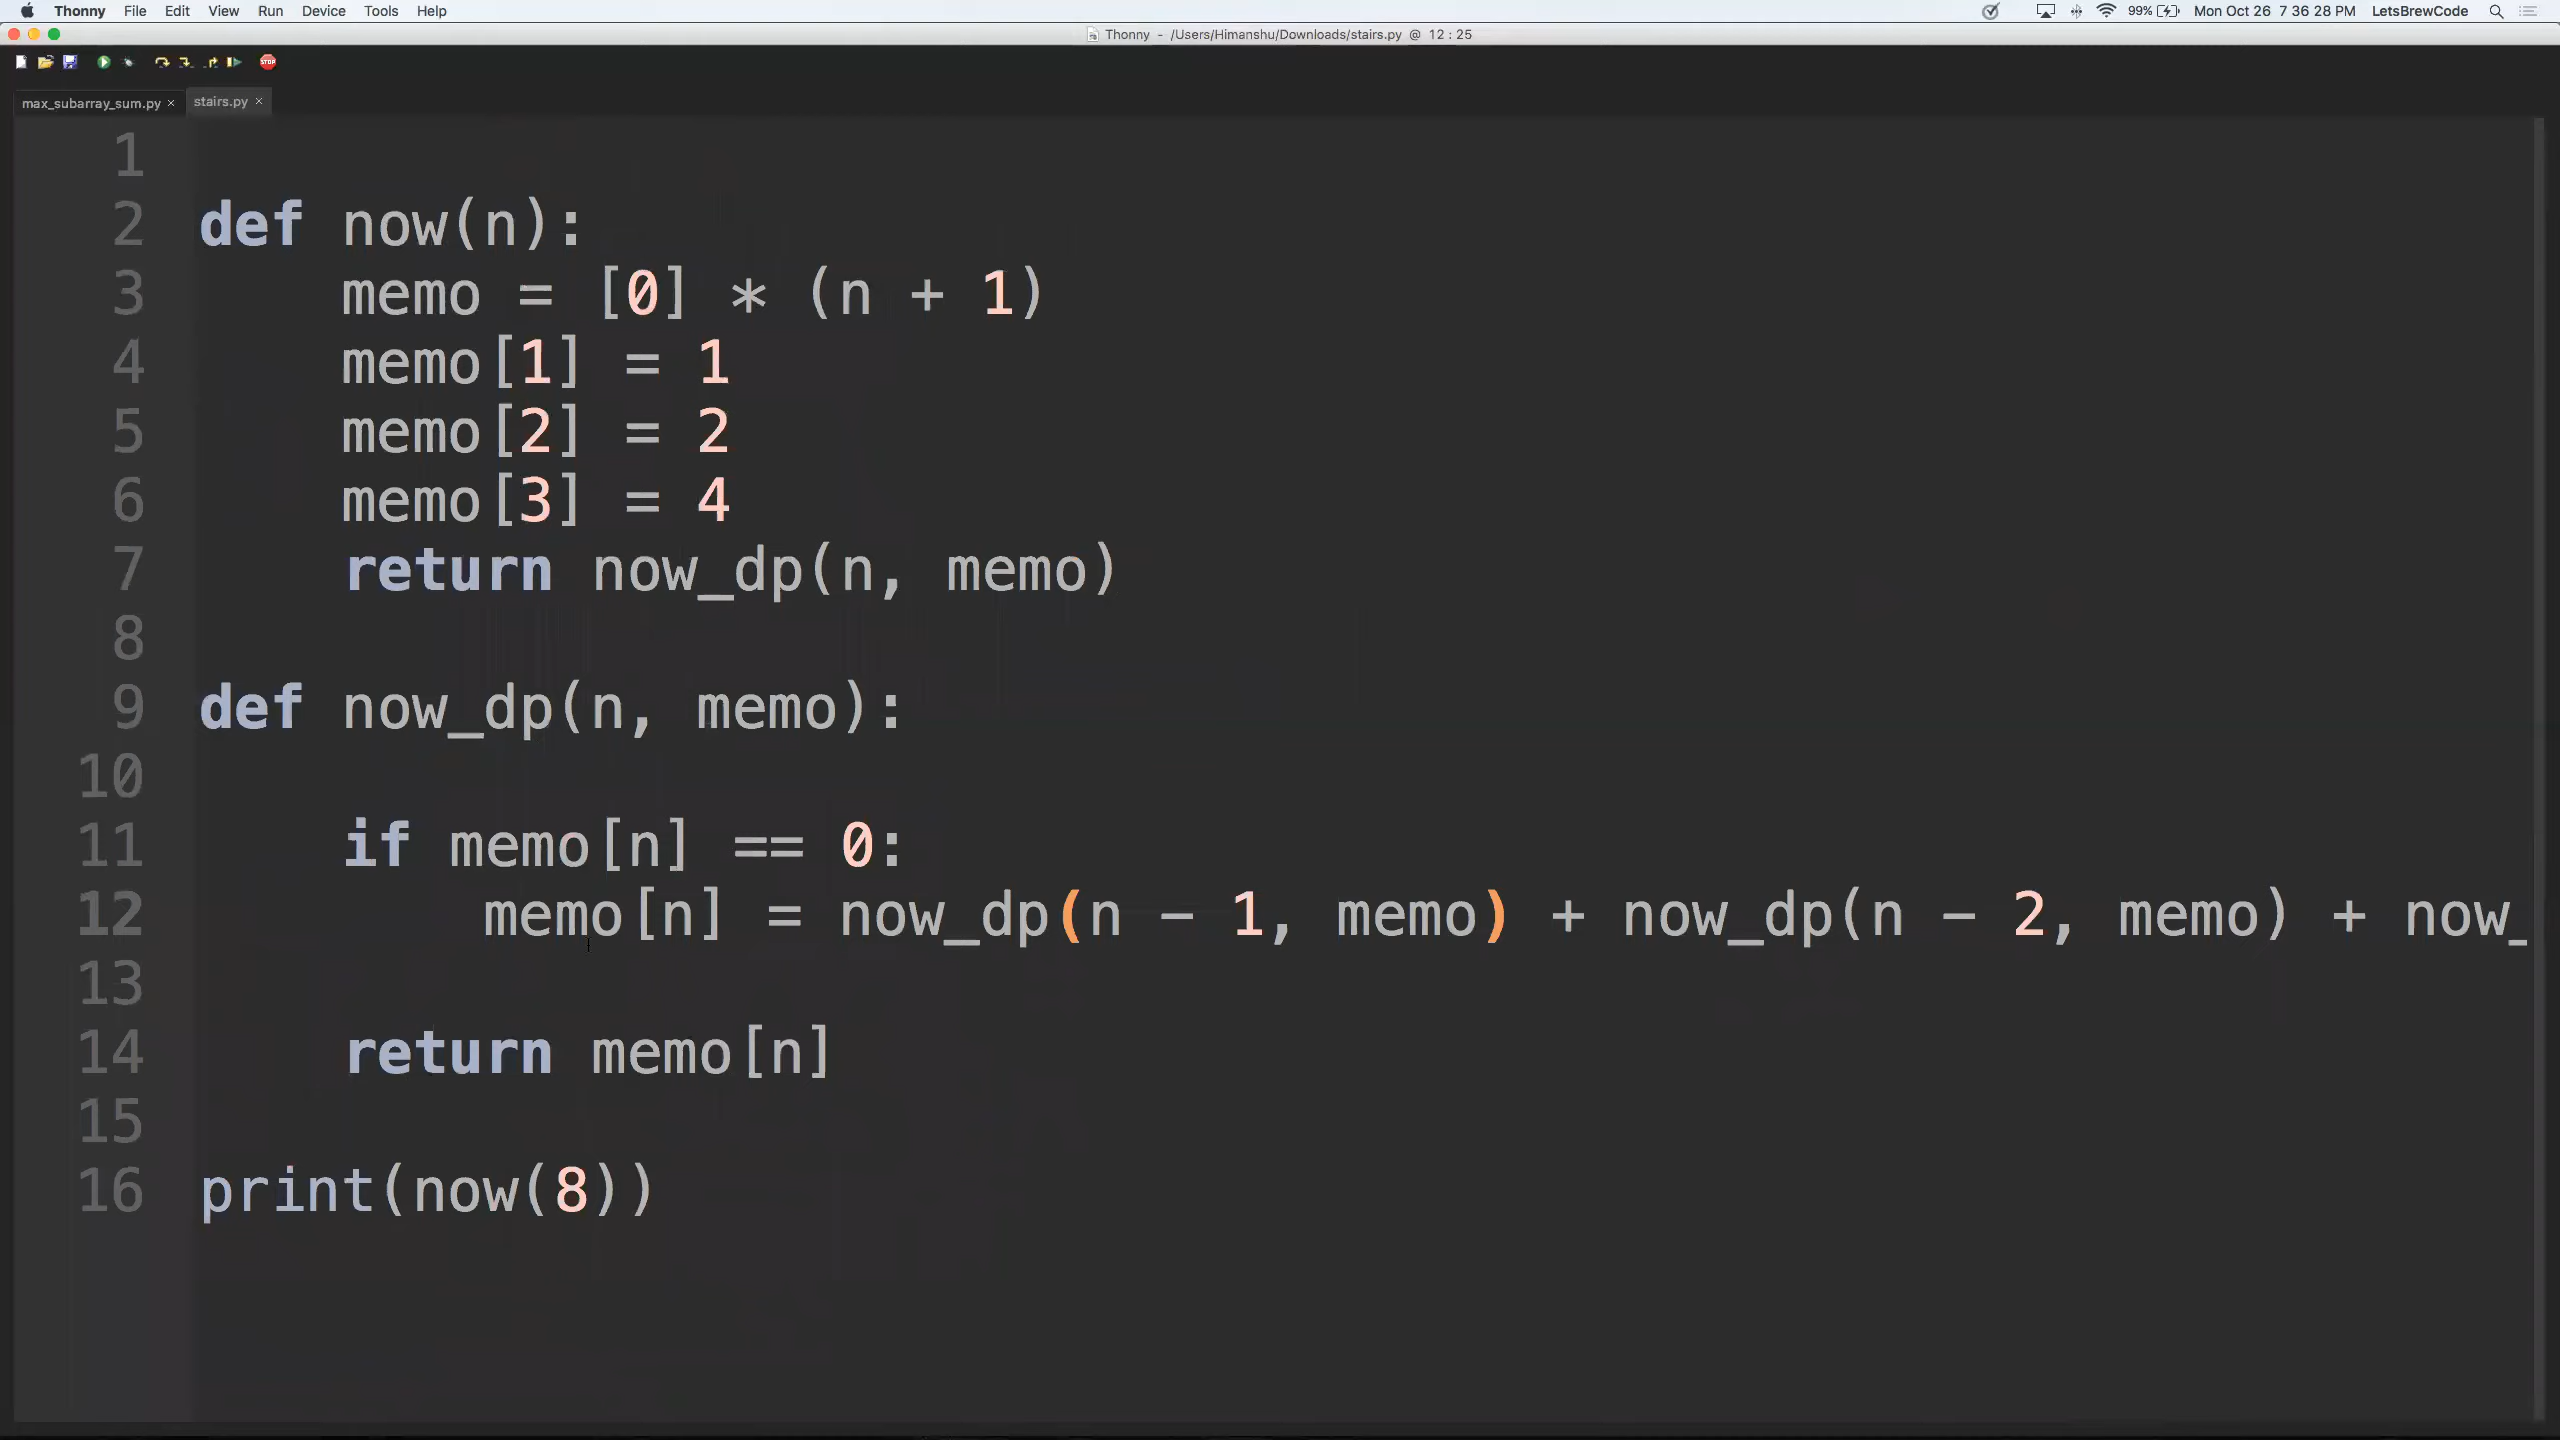 Thonny File Edit View Run Device Tools Help 99% Mon Oct 26 7 36 28 PM LetsBrewCode
Thonny - /Users/Himanshu/Downloads/stairs.py @ 12 : 25
STOP
max_subarray_sum.py × stairs.py ×
1
2 def now(n):
3 memo = [0] * (n + 1)
4 memo[1] = 1
5 memo[2] = 2
6 memo[3] = 4
7 return now_dp(n, memo)
8
9 def now_dp(n, memo):
10
11 if memo[n] == 0:
12 memo[n] = now_dp(n - 1, memo) + now_dp(n - 2, memo) + now_
13
14 return memo[n]
15
16 print(now(8))